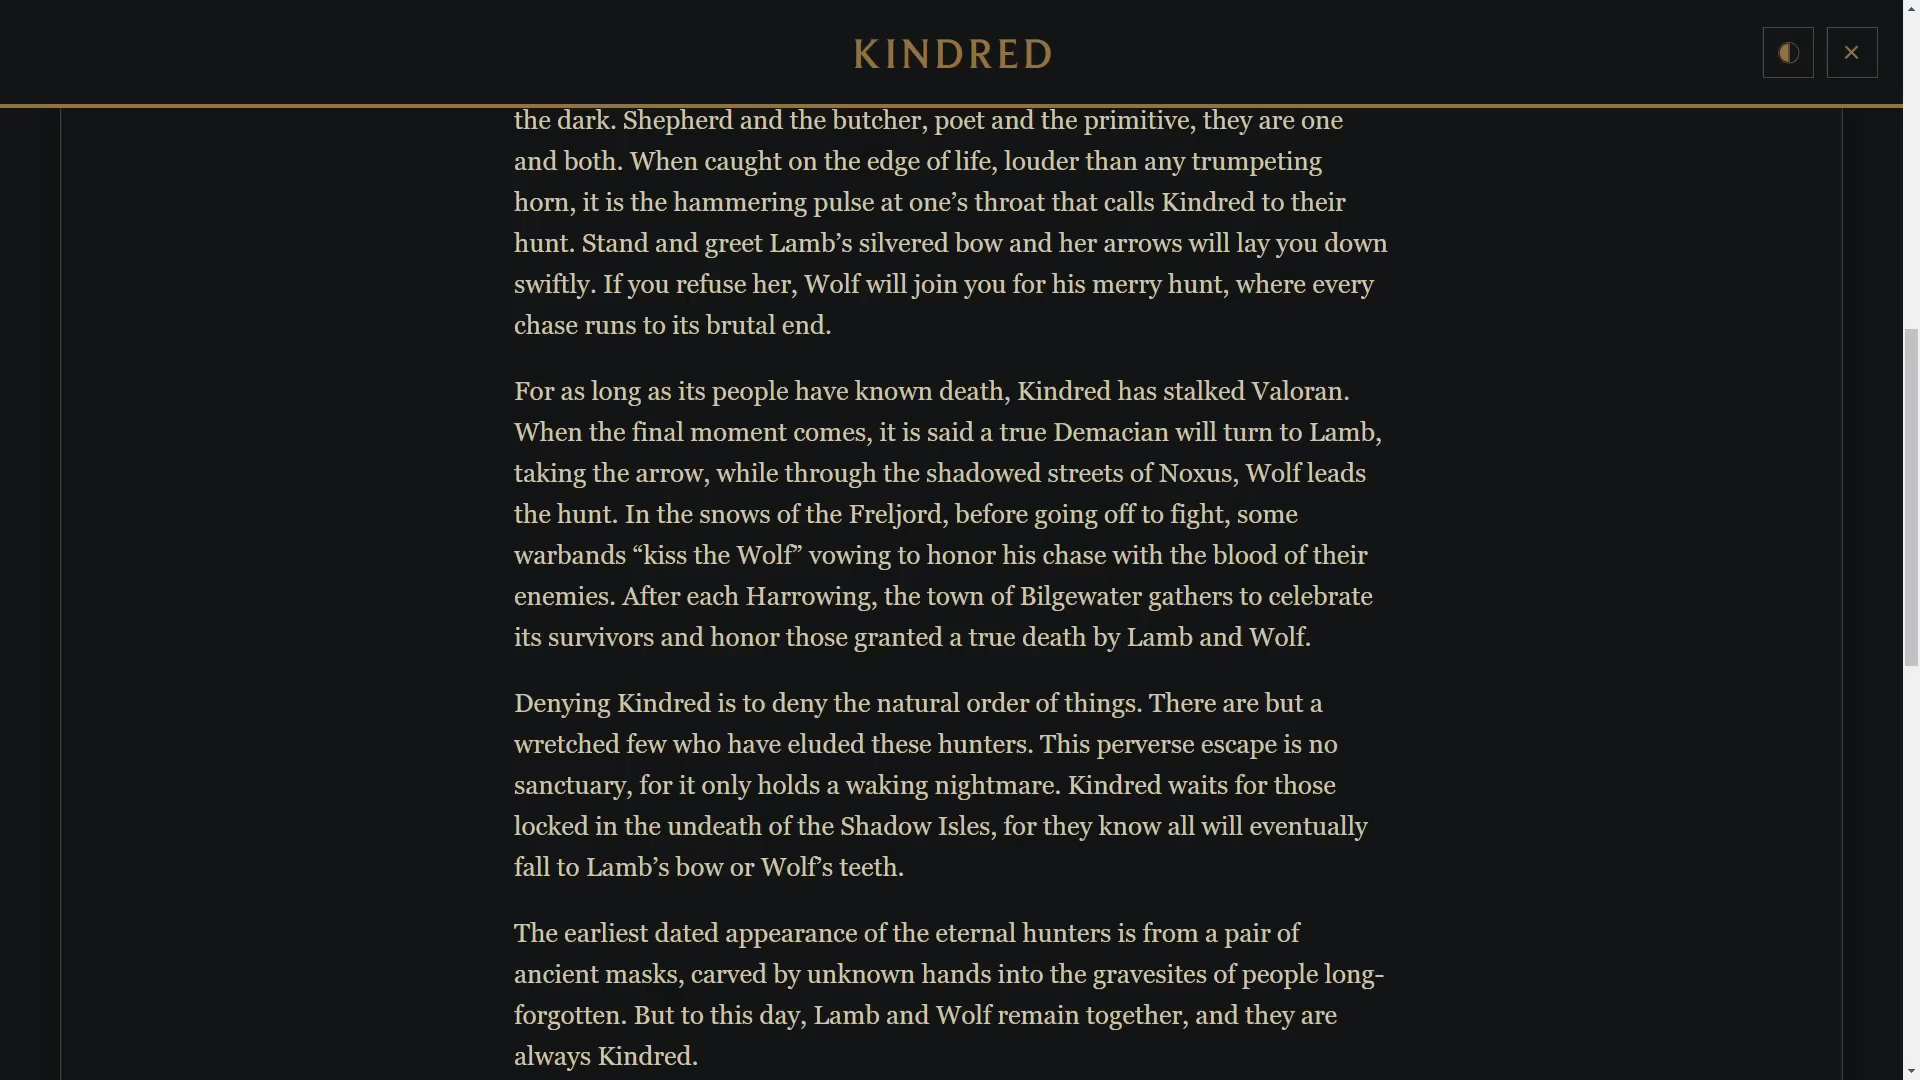 KINDRED
the dark. Shepherd and the butcher, poet and the primitive, they are one
and both. When caught on the edge of life, louder than any trumpeting
horn, it is the hammering pulse at one’s throat that calls Kindred to their
hunt. Stand and greet Lamb’s silvered bow and her arrows will lay you down
swiftly. If you refuse her, Wolf will join you for his merry hunt, where every
chase runs to its brutal end.
For as long as its people have known death, Kindred has stalked Valoran.
When the final moment comes, it is said a true Demacian will turn to Lamb,
taking the arrow, while through the shadowed streets of Noxus, Wolf leads
the hunt. In the snows of the Freljord, before going off to fight, some
warbands “kiss the Wolf” vowing to honor his chase with the blood of their
enemies. After each Harrowing, the town of Bilgewater gathers to celebrate
its survivors and honor those granted a true death by Lamb and Wolf.
Denying Kindred is to deny the natural order of things. There are but a
wretched few who have eluded these hunters. This perverse escape is no
sanctuary, for it only holds a waking nightmare. Kindred waits for those
locked in the undeath of the Shadow Isles, for they know all will eventually
fall to Lamb’s bow or Wolf’s teeth.
The earliest dated appearance of the eternal hunters is from a pair of
ancient masks, carved by unknown hands into the gravesites of people long-
forgotten. But to this day, Lamb and Wolf remain together, and they are
always Kindred.